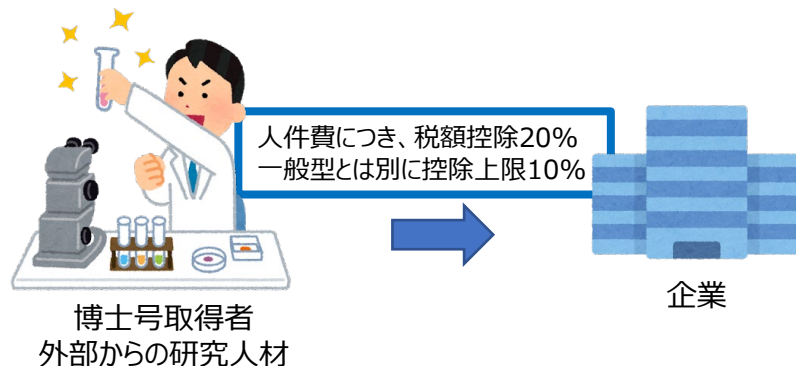 人件費につき、税額控除20%
一般型とは別に控除上限10%
企業
博士号取得者
外部からの研究人材